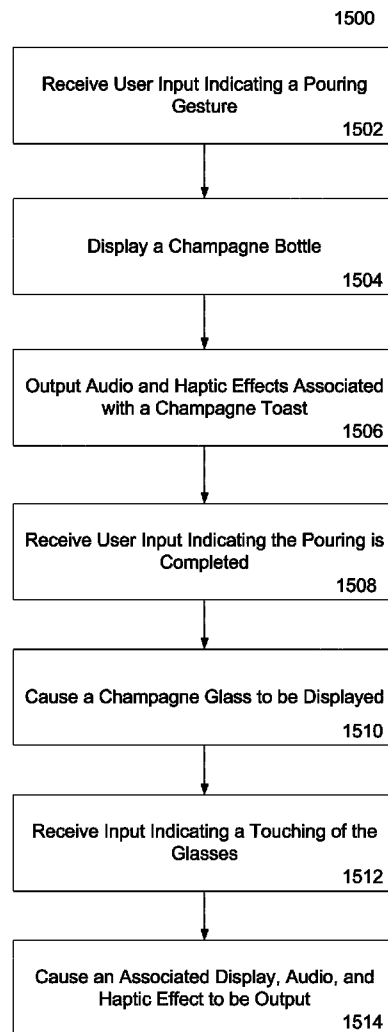 1500
Receive User Input Indicating a Pouring
Gesture
1502
Display a Champagne Bottle
1504
Output Audio and Haptic Effects Associated
with a Champagne Toast
1506
Receive User Input Indicating the Pouring is
Completed
1508
Cause a Champagne Glass to be Displayed
1510
Receive Input Indicating a Touching of the
Glasses
1512
Cause an Associated Display, Audio, and
Haptic Effect to be Output
1514